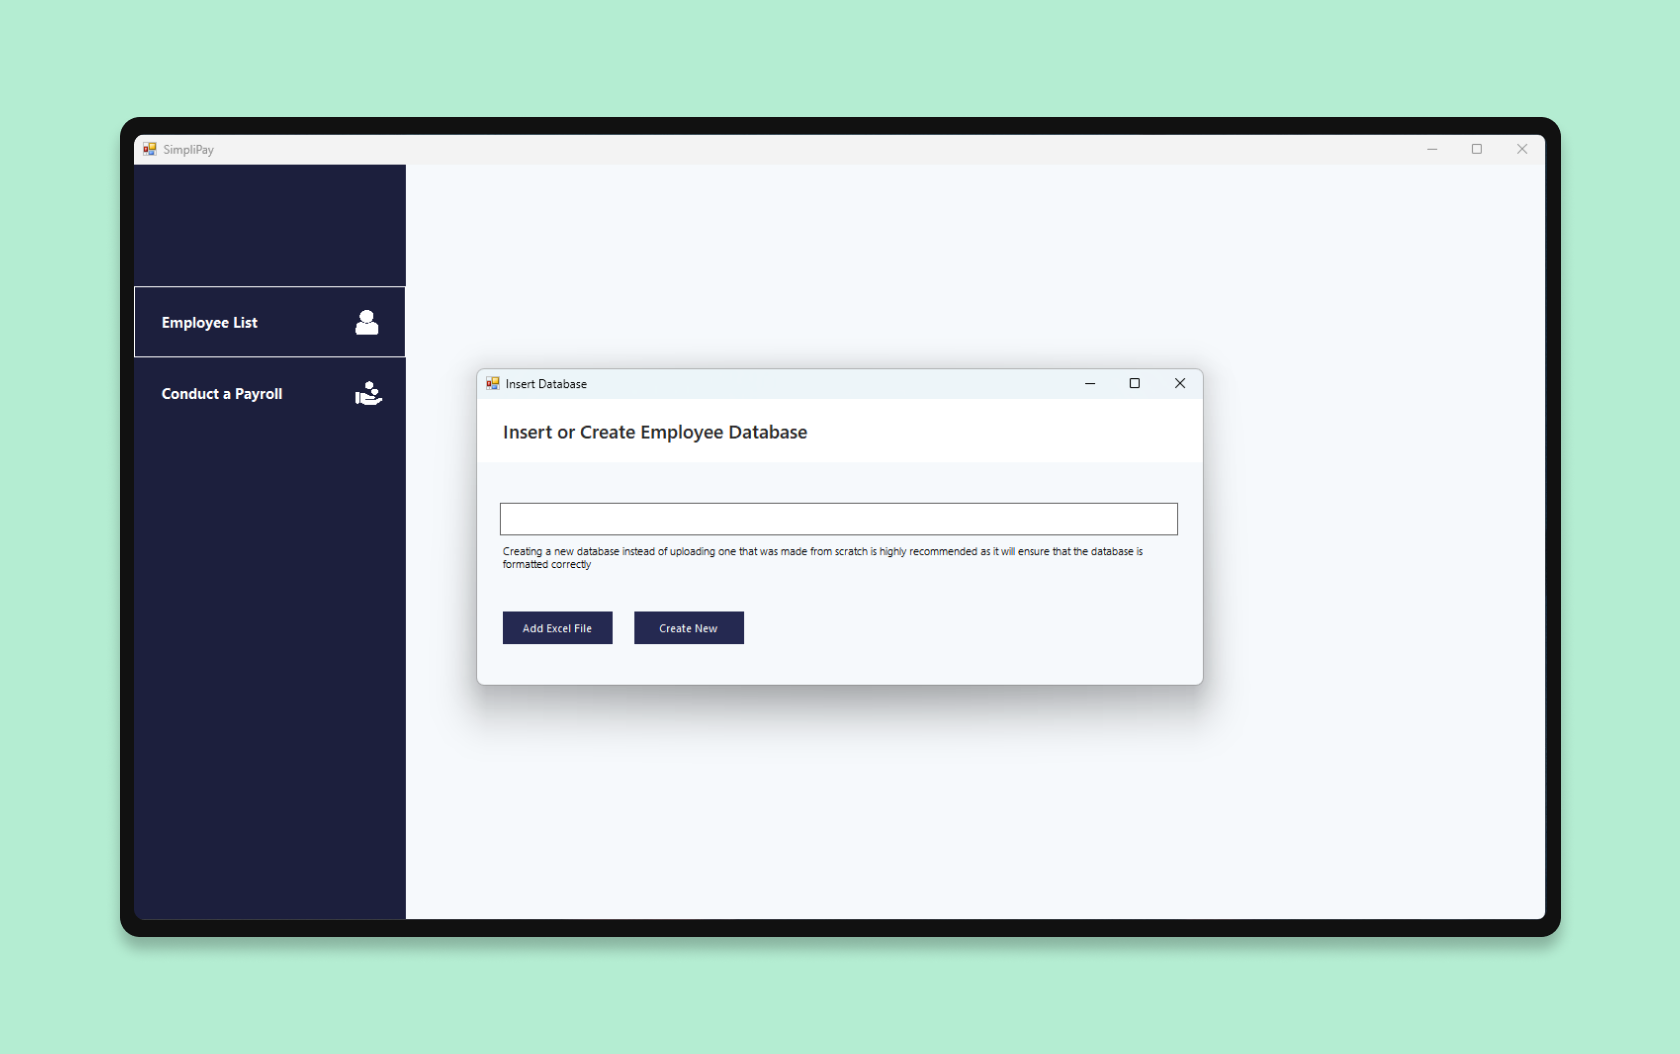 SimpliPay
Employee List
Conduct a Payroll
Insert Database
Insert or Create Employee Database
Creating a new database instead of uploading one that was made from scratch is highly recommended as it will ensure that the database is
formatted correctly
Add Excel File
Create New